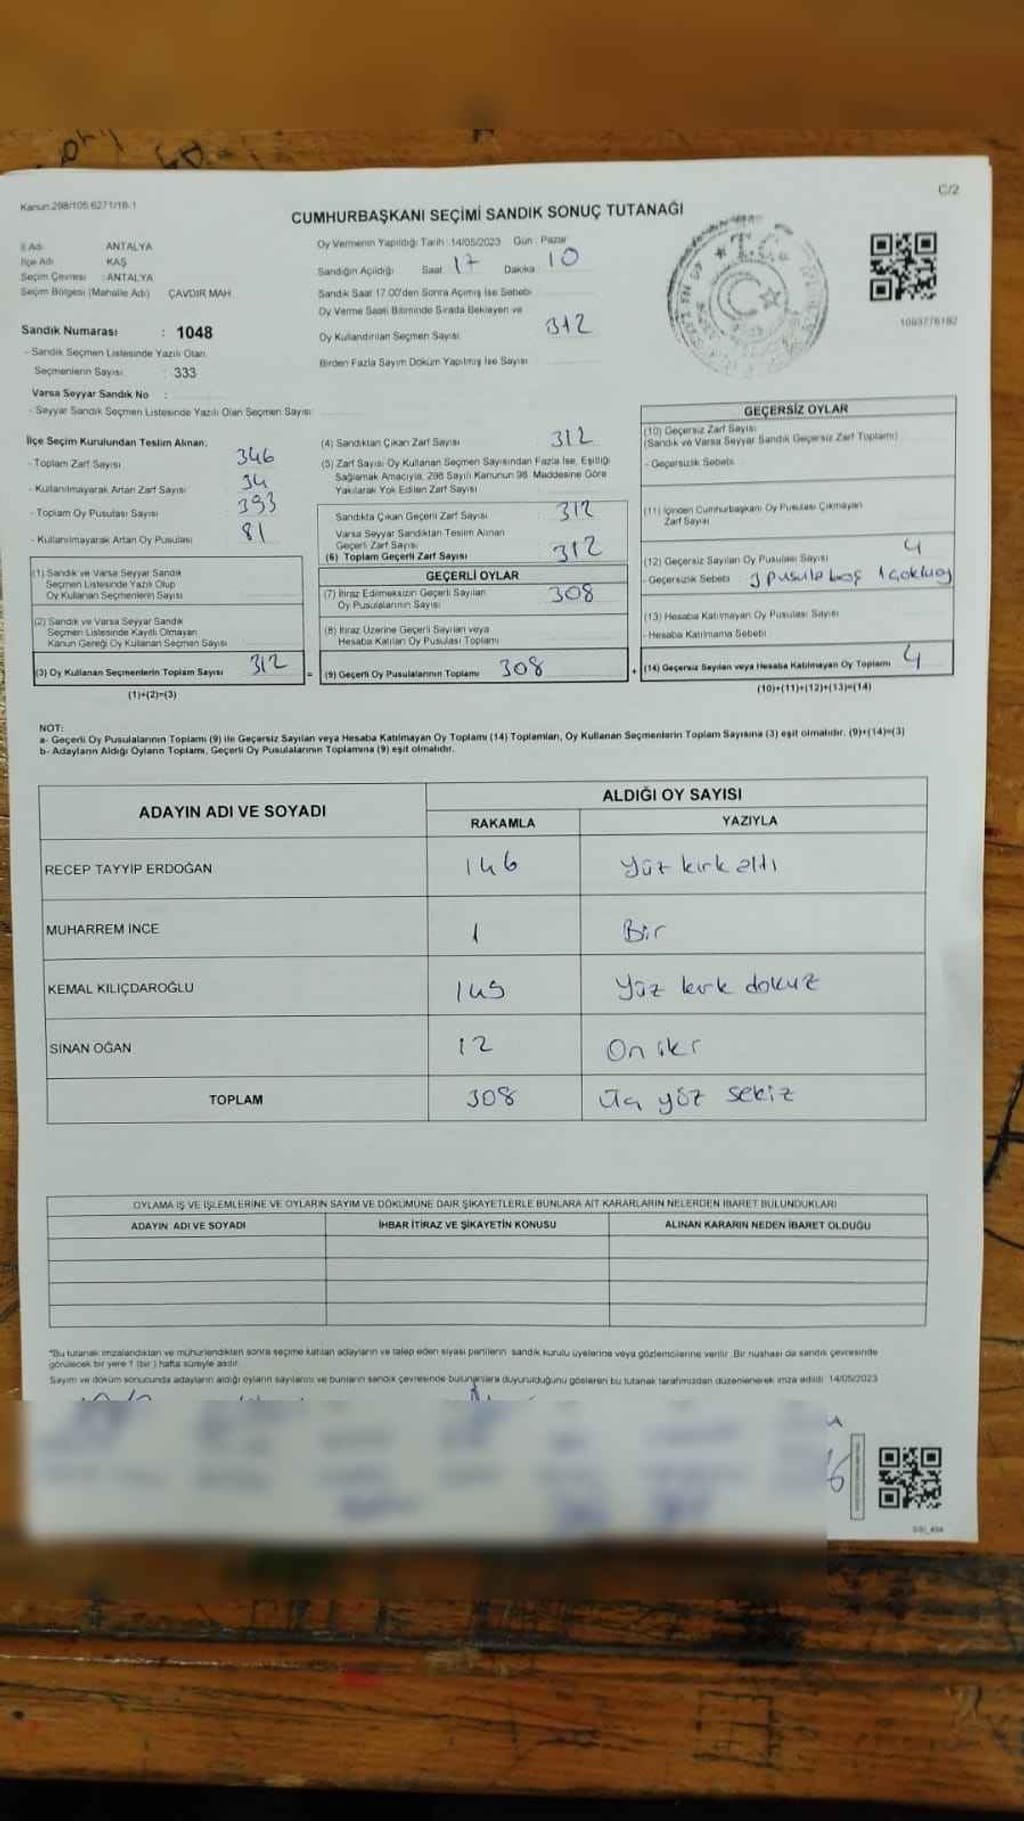 Kanun:298/105 6271/18-1
C/2
CUMHURBAŞKANI SEÇİMİ SANDIK SONUÇ TUTANAĞI
İl Adı ANTALYA
İlçe Adı KAŞ
Seçim Çevresi : ANTALYA
Seçim Bölgesi (Mahalle Adı) ÇAVDIR MAH.
Sandık Numarası : 1048
- Sandık Seçmen Listesinde Yazılı Olan
Seçmenlerin Sayısı : 333
Varsa Seyyar Sandık No :
- Seyyar Sandık Seçmen Listesinde Yazılı Olan Seçmen Sayısı:
Oy Vermenin Yapıldığı Tarih : 14/05/2023 Gün : Pazar
Sandığın Açıldığı Saat 17 Dakika 10
Sandık Saat 17.00'den Sonra Açılmış İse Sebebi
Oy Verme Saati Bitiminde Sırada Bekleyen ve
Oy Kullandırılan Seçmen Sayısı 312
Birden Fazla Sayım Döküm Yapılmış İse Sayısı
T.C.
1093776182
İlçe Seçim Kurulundan Teslim Alınan:
- Toplam Zarf Sayısı 346
- Kullanılmayarak Artan Zarf Sayısı 34
- Toplam Oy Pusulası Sayısı 393
- Kullanılmayarak Artan Oy Pusulası 81
(1) Sandık ve Varsa Seyyar Sandık
Seçmen Listesinde Yazılı Olup
Oy Kullanan Seçmenlerin Sayısı
(2) Sandık ve Varsa Seyyar Sandık
Seçmen Listesinde Kayıtlı Olmayan
Kanun Gereği Oy Kullanan Seçmen Sayısı
(3) Oy Kullanan Seçmenlerin Toplam Sayısı 312
(1)+(2)=(3)
(4) Sandıktan Çıkan Zarf Sayısı 312
(5) Zarf Sayısı Oy Kullanan Seçmen Sayısından Fazla İse, Eşitliği
Sağlamak Amacıyla, 298 Sayılı Kanunun 98. Maddesine Göre
Yakılarak Yok Edilen Zarf Sayısı
Sandıkta Çıkan Geçerli Zarf Sayısı 312
Varsa Seyyar Sandıktan Teslim Alınan
Geçerli Zarf Sayısı
(6) Toplam Geçerli Zarf Sayısı 312
GEÇERLİ OYLAR
(7) İtiraz Edilmeksizin Geçerli Sayılan
Oy Pusulalarının Sayısı 308
(8) İtiraz Üzerine Geçerli Sayılan veya
Hesaba Katılan Oy Pusulası Toplamı
= (9) Geçerli Oy Pusulalarının Toplamı 308
GEÇERSİZ OYLAR
(10) Geçersiz Zarf Sayısı
(Sandık ve Varsa Seyyar Sandık Geçersiz Zarf Toplamı)
- Geçersizlik Sebebi
(11) İçinden Cumhurbaşkanı Oy Pusulası Çıkmayan
Zarf Sayısı
(12) Geçersiz Sayılan Oy Pusulası Sayısı 4
- Geçersizlik Sebebi 3 pusula boş 1
(13) Hesaba Katılmayan Oy Pusulası Sayısı
- Hesaba Katılmama Sebebi
+ (14) Geçersiz Sayılan veya Hesaba Katılmayan Oy Toplamı 4
(10)+(11)+(12)+(13)=(14)
NOT:
a- Geçerli Oy Pusulalarının Toplamı (9) ile Geçersiz Sayılan veya Hesaba Katılmayan Oy Toplamı (14) Toplamları, Oy Kullanan Seçmenlerin Toplam Sayısına (3) eşit olmalıdır. (9)+(14)=(3)
b- Adayların Aldığı Oyların Toplamı, Geçerli Oy Pusulalarının Toplamına (9) eşit olmalıdır.
ADAYIN ADI VE SOYADI
ALDIĞI OY SAYISI
RAKAMLA YAZIYLA
RECEP TAYYİP ERDOĞAN 146 Yüz kırk altı
MUHARREM İNCE 1 Bir
KEMAL KILIÇDAROĞLU 149 Yüz kırk dokuz
SİNAN OĞAN 12 On iki
TOPLAM 308 Üç yüz sekiz
OYLAMA İŞ VE İŞLEMLERİNE VE OYLARIN SAYIM VE DÖKÜMÜNE DAİR ŞİKAYETLERLE BUNLARA AİT KARARLARIN NELERDEN İBARET BULUNDUKLARI
ADAYIN ADI VE SOYADI İHBAR İTİRAZ VE ŞİKAYETİN KONUSU ALINAN KARARIN NEDEN İBARET OLDUĞU
*Bu tutanak imzalandıktan ve mühürlendikten sonra seçime katılan adayların ve talep eden siyasi partilerin sandık kurulu üyelerine veya gözlemcilerine verilir. Bir nüshası da sandık çevresinde
görülecek bir yere 1 (bir) hafta süreyle asılır.
Sayım ve döküm sonucunda adayların aldığı oyların sayılarını ve bunların sandık çevresinde bulunanlara duyurulduğunu gösteren bu tutanak tarafımızdan düzenlenerek imza edildi. 14/05/2023